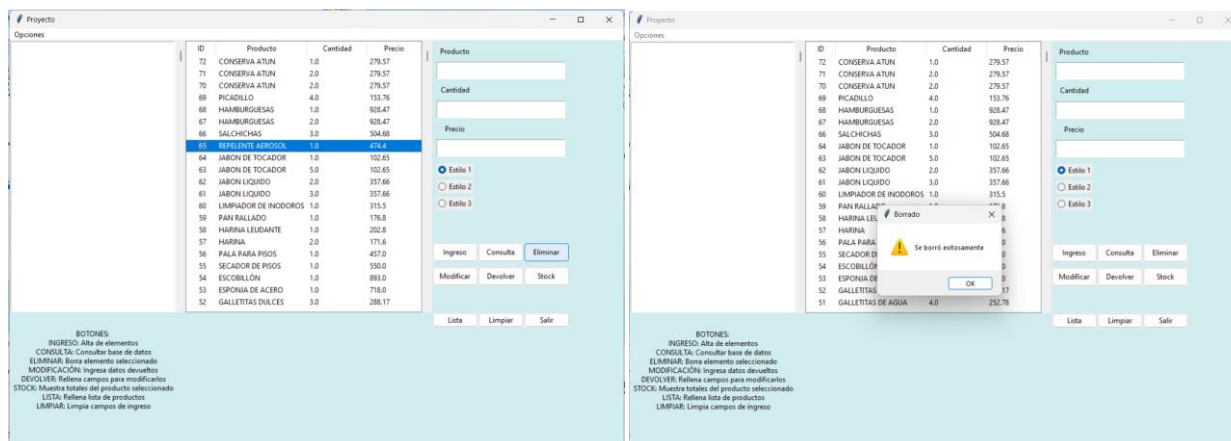 Proyecto
Opciones
ID Producto Cantidad Precio
72 CONSERVA ATUN 1.0 279.57
71 CONSERVA ATUN 2.0 279.57
70 CONSERVA ATUN 2.0 279.57
69 PICADILLO 4.0 153.76
68 HAMBURGUESAS 1.0 928.47
67 HAMBURGUESAS 2.0 928.47
66 SALCHICHAS 3.0 504.68
65 REPELENTE AEROSOL 1.0 474.4
64 JABON DE TOCADOR 1.0 102.65
63 JABON DE TOCADOR 5.0 102.65
62 JABON LIQUIDO 2.0 357.66
61 JABON LIQUIDO 3.0 357.66
60 LIMPIADOR DE INODOROS 1.0 315.5
59 PAN RALLADO 1.0 176.8
58 HARINA LEUDANTE 1.0 202.8
57 HARINA 2.0 171.6
56 PALA PARA PISOS 1.0 457.0
55 SECADOR DE PISOS 1.0 550.0
54 ESCOBILLÓN 1.0 893.0
53 ESPONJA DE ACERO 1.0 718.0
52 GALLETITAS DULCES 3.0 288.17
Producto
Cantidad
Precio
Estilo 1
Estilo 2
Estilo 3
Ingreso Consulta Eliminar
Modificar Devolver Stock
Lista Limpiar Salir
BOTONES:
INGRESO: Alta de elementos
CONSULTA: Consultar base de datos
ELIMINAR: Borra elemento seleccionado
MODIFICACIÓN: Ingresa datos devueltos
DEVOLVER: Rellena campos para modificarlos
STOCK: Muestra totales del producto seleccionado
LISTA: Rellena lista de productos
LIMPIAR: Limpia campos de ingreso
Proyecto
Opciones
ID Producto Cantidad Precio
72 CONSERVA ATUN 1.0 279.57
71 CONSERVA ATUN 2.0 279.57
70 CONSERVA ATUN 2.0 279.57
69 PICADILLO 4.0 153.76
68 HAMBURGUESAS 1.0 928.47
67 HAMBURGUESAS 2.0 928.47
66 SALCHICHAS 3.0 504.68
64 JABON DE TOCADOR 1.0 102.65
63 JABON DE TOCADOR 5.0 102.65
62 JABON LIQUIDO 2.0 357.66
61 JABON LIQUIDO 3.0 357.66
60 LIMPIADOR DE INODOROS 1.0 315.5
59 PAN RALLA
58 HARINA LEU
57 HARINA
56 PALA PARA
55 SECADOR D
54 ESCOBILLÓN
53 ESPONJA DE
52 GALLETITAS
51 GALLETITAS DE AGUA 4.0 252.78
Borrado
Se borró exitosamente
OK
Producto
Cantidad
Precio
Estilo 1
Estilo 2
Estilo 3
Ingreso Consulta Eliminar
Modificar Devolver Stock
Lista Limpiar Salir
BOTONES:
INGRESO: Alta de elementos
CONSULTA: Consultar base de datos
ELIMINAR: Borra elemento seleccionado
MODIFICACIÓN: Ingresa datos devueltos
DEVOLVER: Rellena campos para modificarlos
STOCK: Muestra totales del producto seleccionado
LISTA: Rellena lista de productos
LIMPIAR: Limpia campos de ingreso